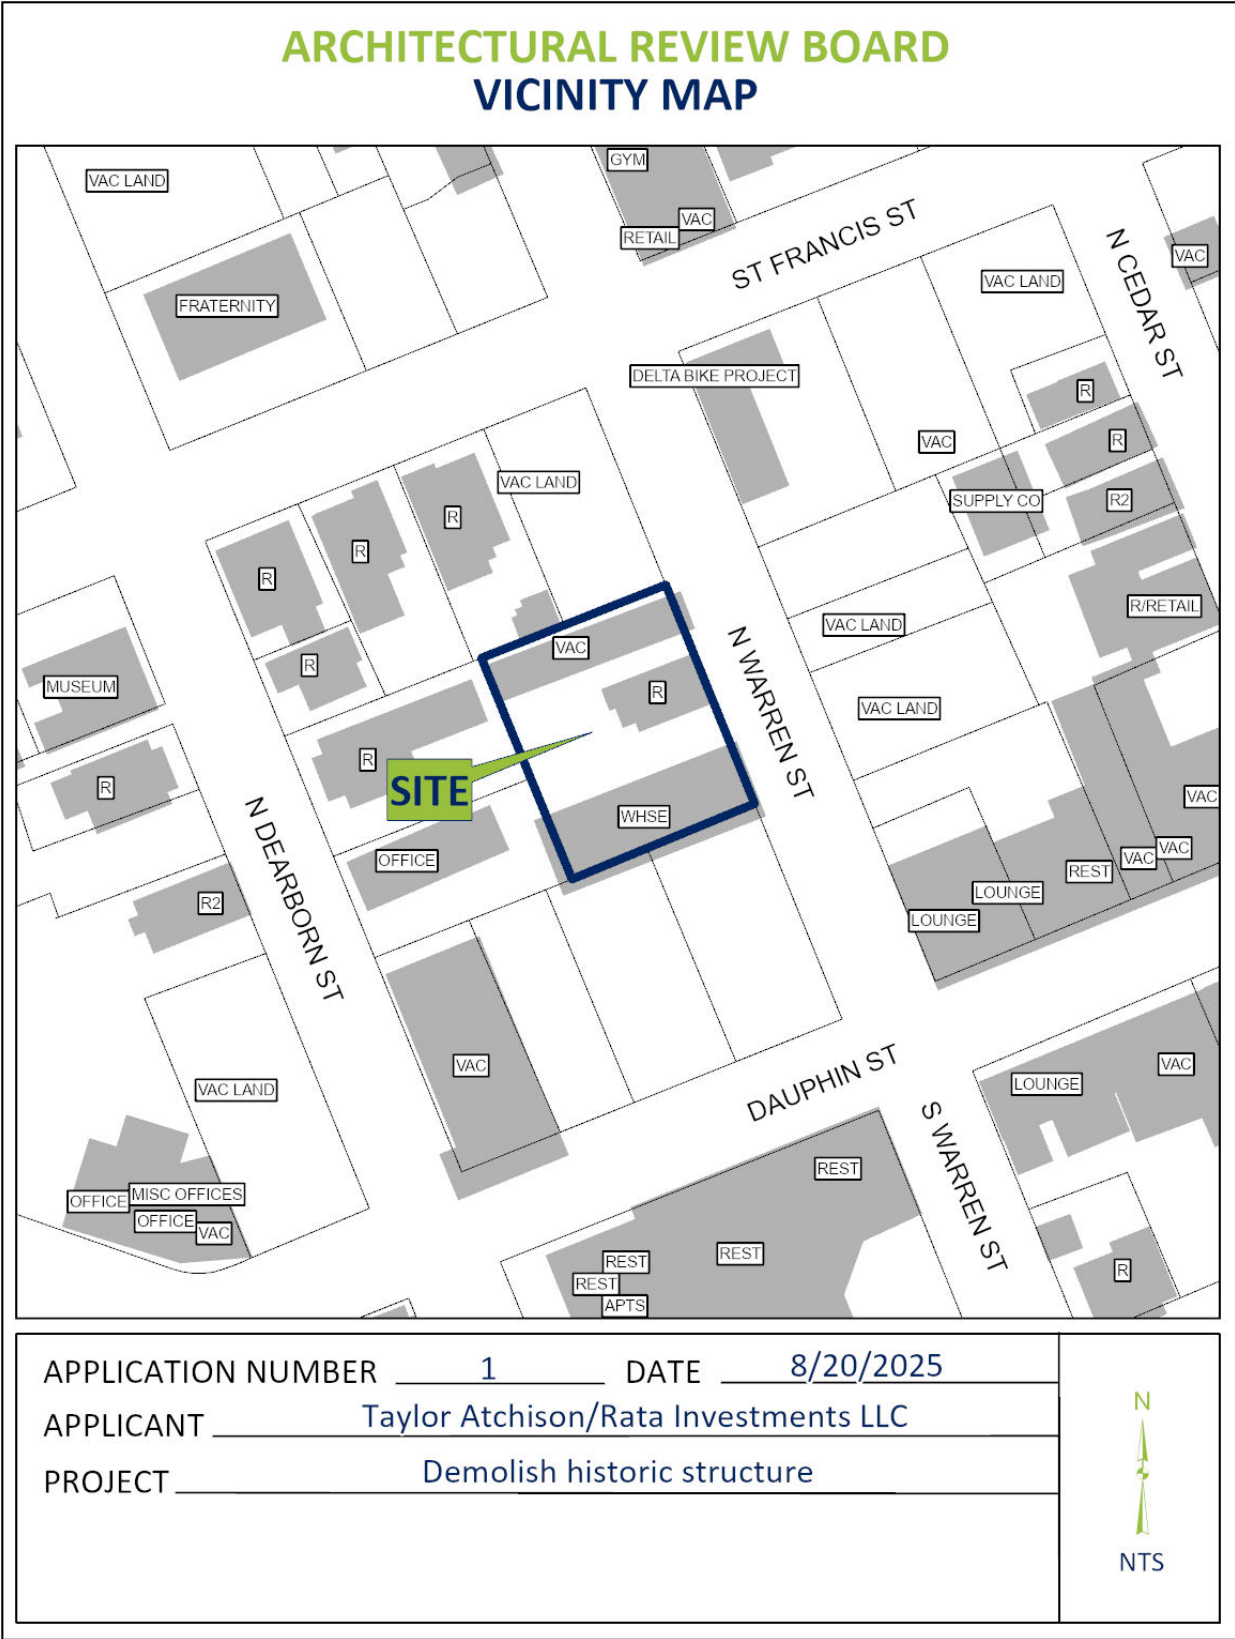 ARCHITECTURAL REVIEW BOARD
VICINITY MAP
GYM
VAC LAND
VAC
RETAIL
ST FRANCIS ST
N CEDAR ST
VAC
VAC LAND
FRATERNITY
DELTA BIKE PROJECT
R
VAC
R
VAC LAND
SUPPLY CO
R2
R
R
R
R/RETAIL
VAC LAND
N WARREN ST
VAC
R
MUSEUM
R
VAC LAND
R
R
SITE
VAC
WHSE
N DEARBORN ST
OFFICE
VAC
VAC
REST
LOUNGE
R2
LOUNGE
VAC
VAC
DAUPHIN ST
LOUNGE
VAC LAND
S WARREN ST
REST
MISC OFFICES
OFFICE
OFFICE
VAC
REST
REST
R
REST
APTS
APPLICATION NUMBER 1 DATE 8/20/2025
APPLICANT Taylor Atchison/Rata Investments LLC
PROJECT Demolish historic structure
N
NTS